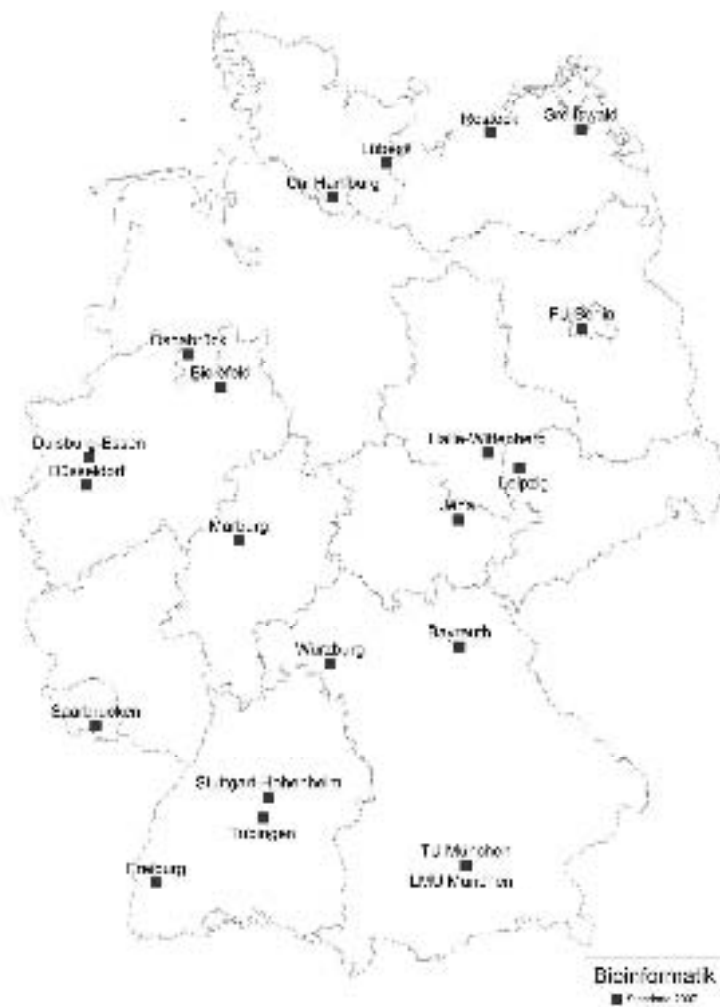 Rostock
Greifswald
Lübeck
Hamburg
FU Berlin
Osnabrück
Bielefeld
Duisburg-Essen
Düsseldorf
Halle-Wittenberg
Leipzig
Jena
Marburg
Bayreuth
Würzburg
Saarbrücken
Stuttgart-Hohenheim
Tübingen
Freiburg
TU München
LMU München
Bioinformatik